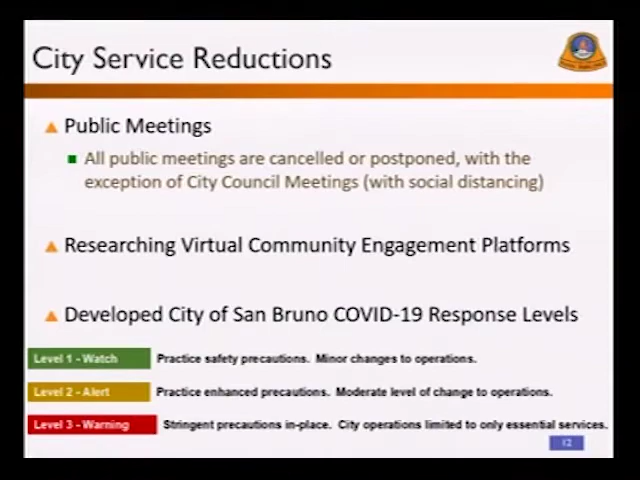 City Service Reductions
Public Meetings
All public meetings are cancelled or postponed, with the
exception of City Council Meetings (with social distancing)
Researching Virtual Community Engagement Platforms
Developed City of San Bruno COVID-19 Response Levels
Level 1 - Watch Practice safety precautions. Minor changes to operations.
Level 2 - Alert Practice enhanced precautions. Moderate level of change to operations.
Level 3 - Warning Stringent precautions in-place. City operations limited to only essential services.
12